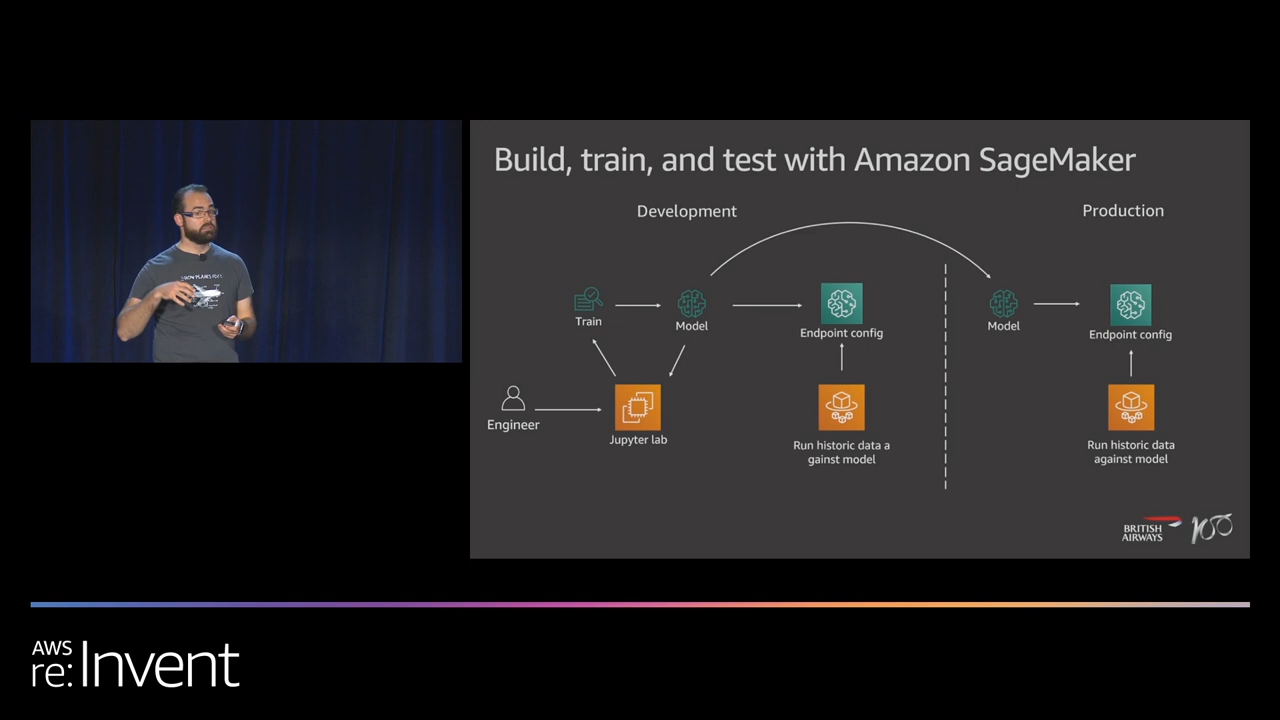 Build, train, and test with Amazon SageMaker
Development
Production
Train
Model
Endpoint config
Model
Endpoint config
Engineer
Jupyter lab
Run historic data a
gainst model
Run historic data
against model
BRITISH
AIRWAYS
100
AWS
re:Invent